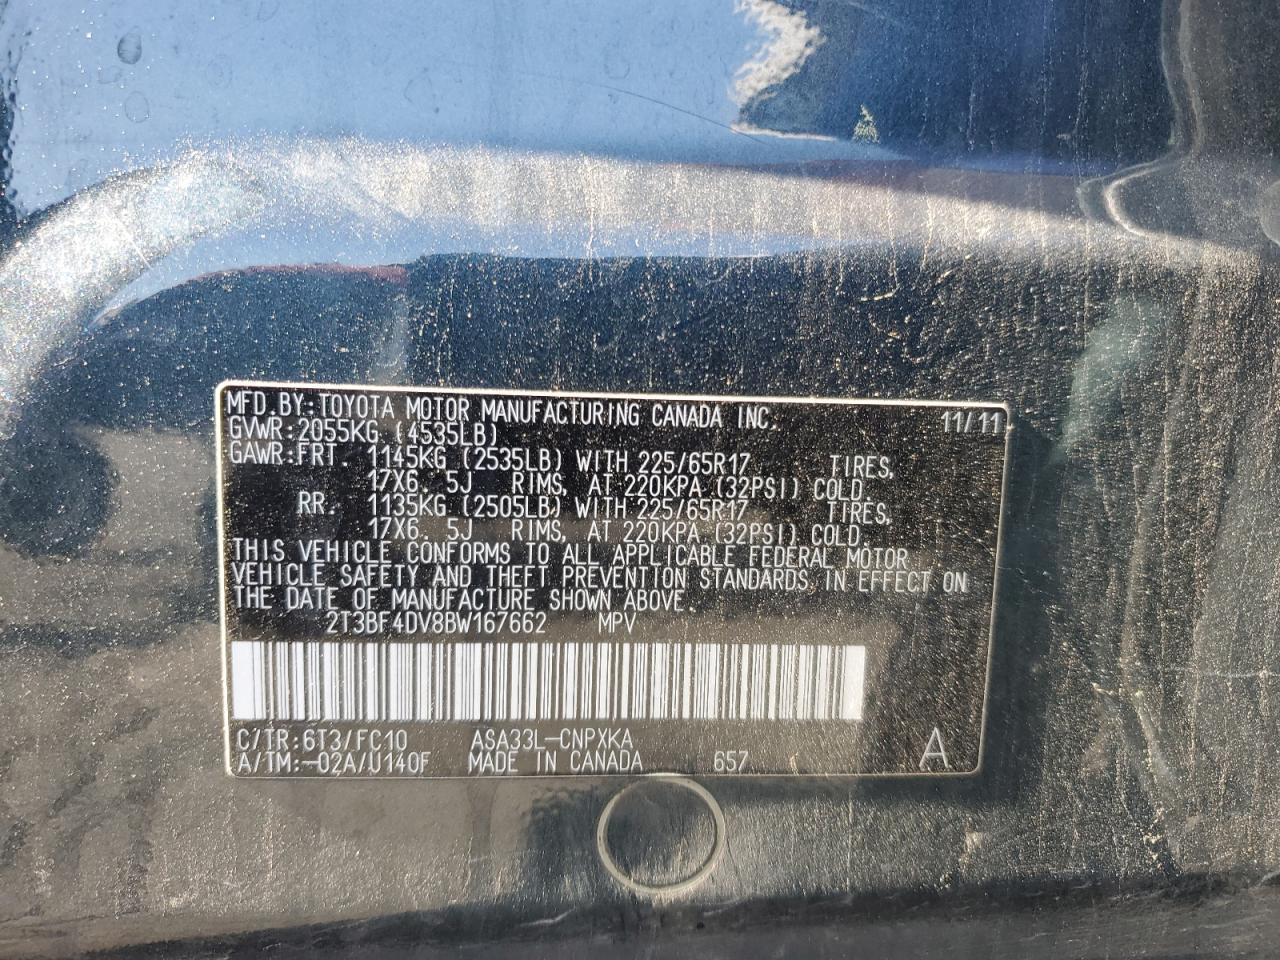 MFD.BY:TOYOTA MOTOR MANUFACTURING CANADA INC. 11/11
GVWR:2055KG (4535LB)
GAWR:FRT. 1145KG (2535LB) WITH 225/65R17 TIRES,
17X6. 5J RIMS, AT 220KPA (32PSI) COLD.
RR. 1135KG (2505LB) WITH 225/65R17 TIRES,
17X6. 5J RIMS, AT 220KPA (32PSI) COLD.
THIS VEHICLE CONFORMS TO ALL APPLICABLE FEDERAL MOTOR
VEHICLE SAFETY AND THEFT PREVENTION STANDARDS IN EFFECT ON
THE DATE OF MANUFACTURE SHOWN ABOVE.
2T3BF4DV8BW167662 MPV
C/TR:6T3/FC10 ASA33L-CNPXKA
A/TM:-02A/U140F MADE IN CANADA 657 A